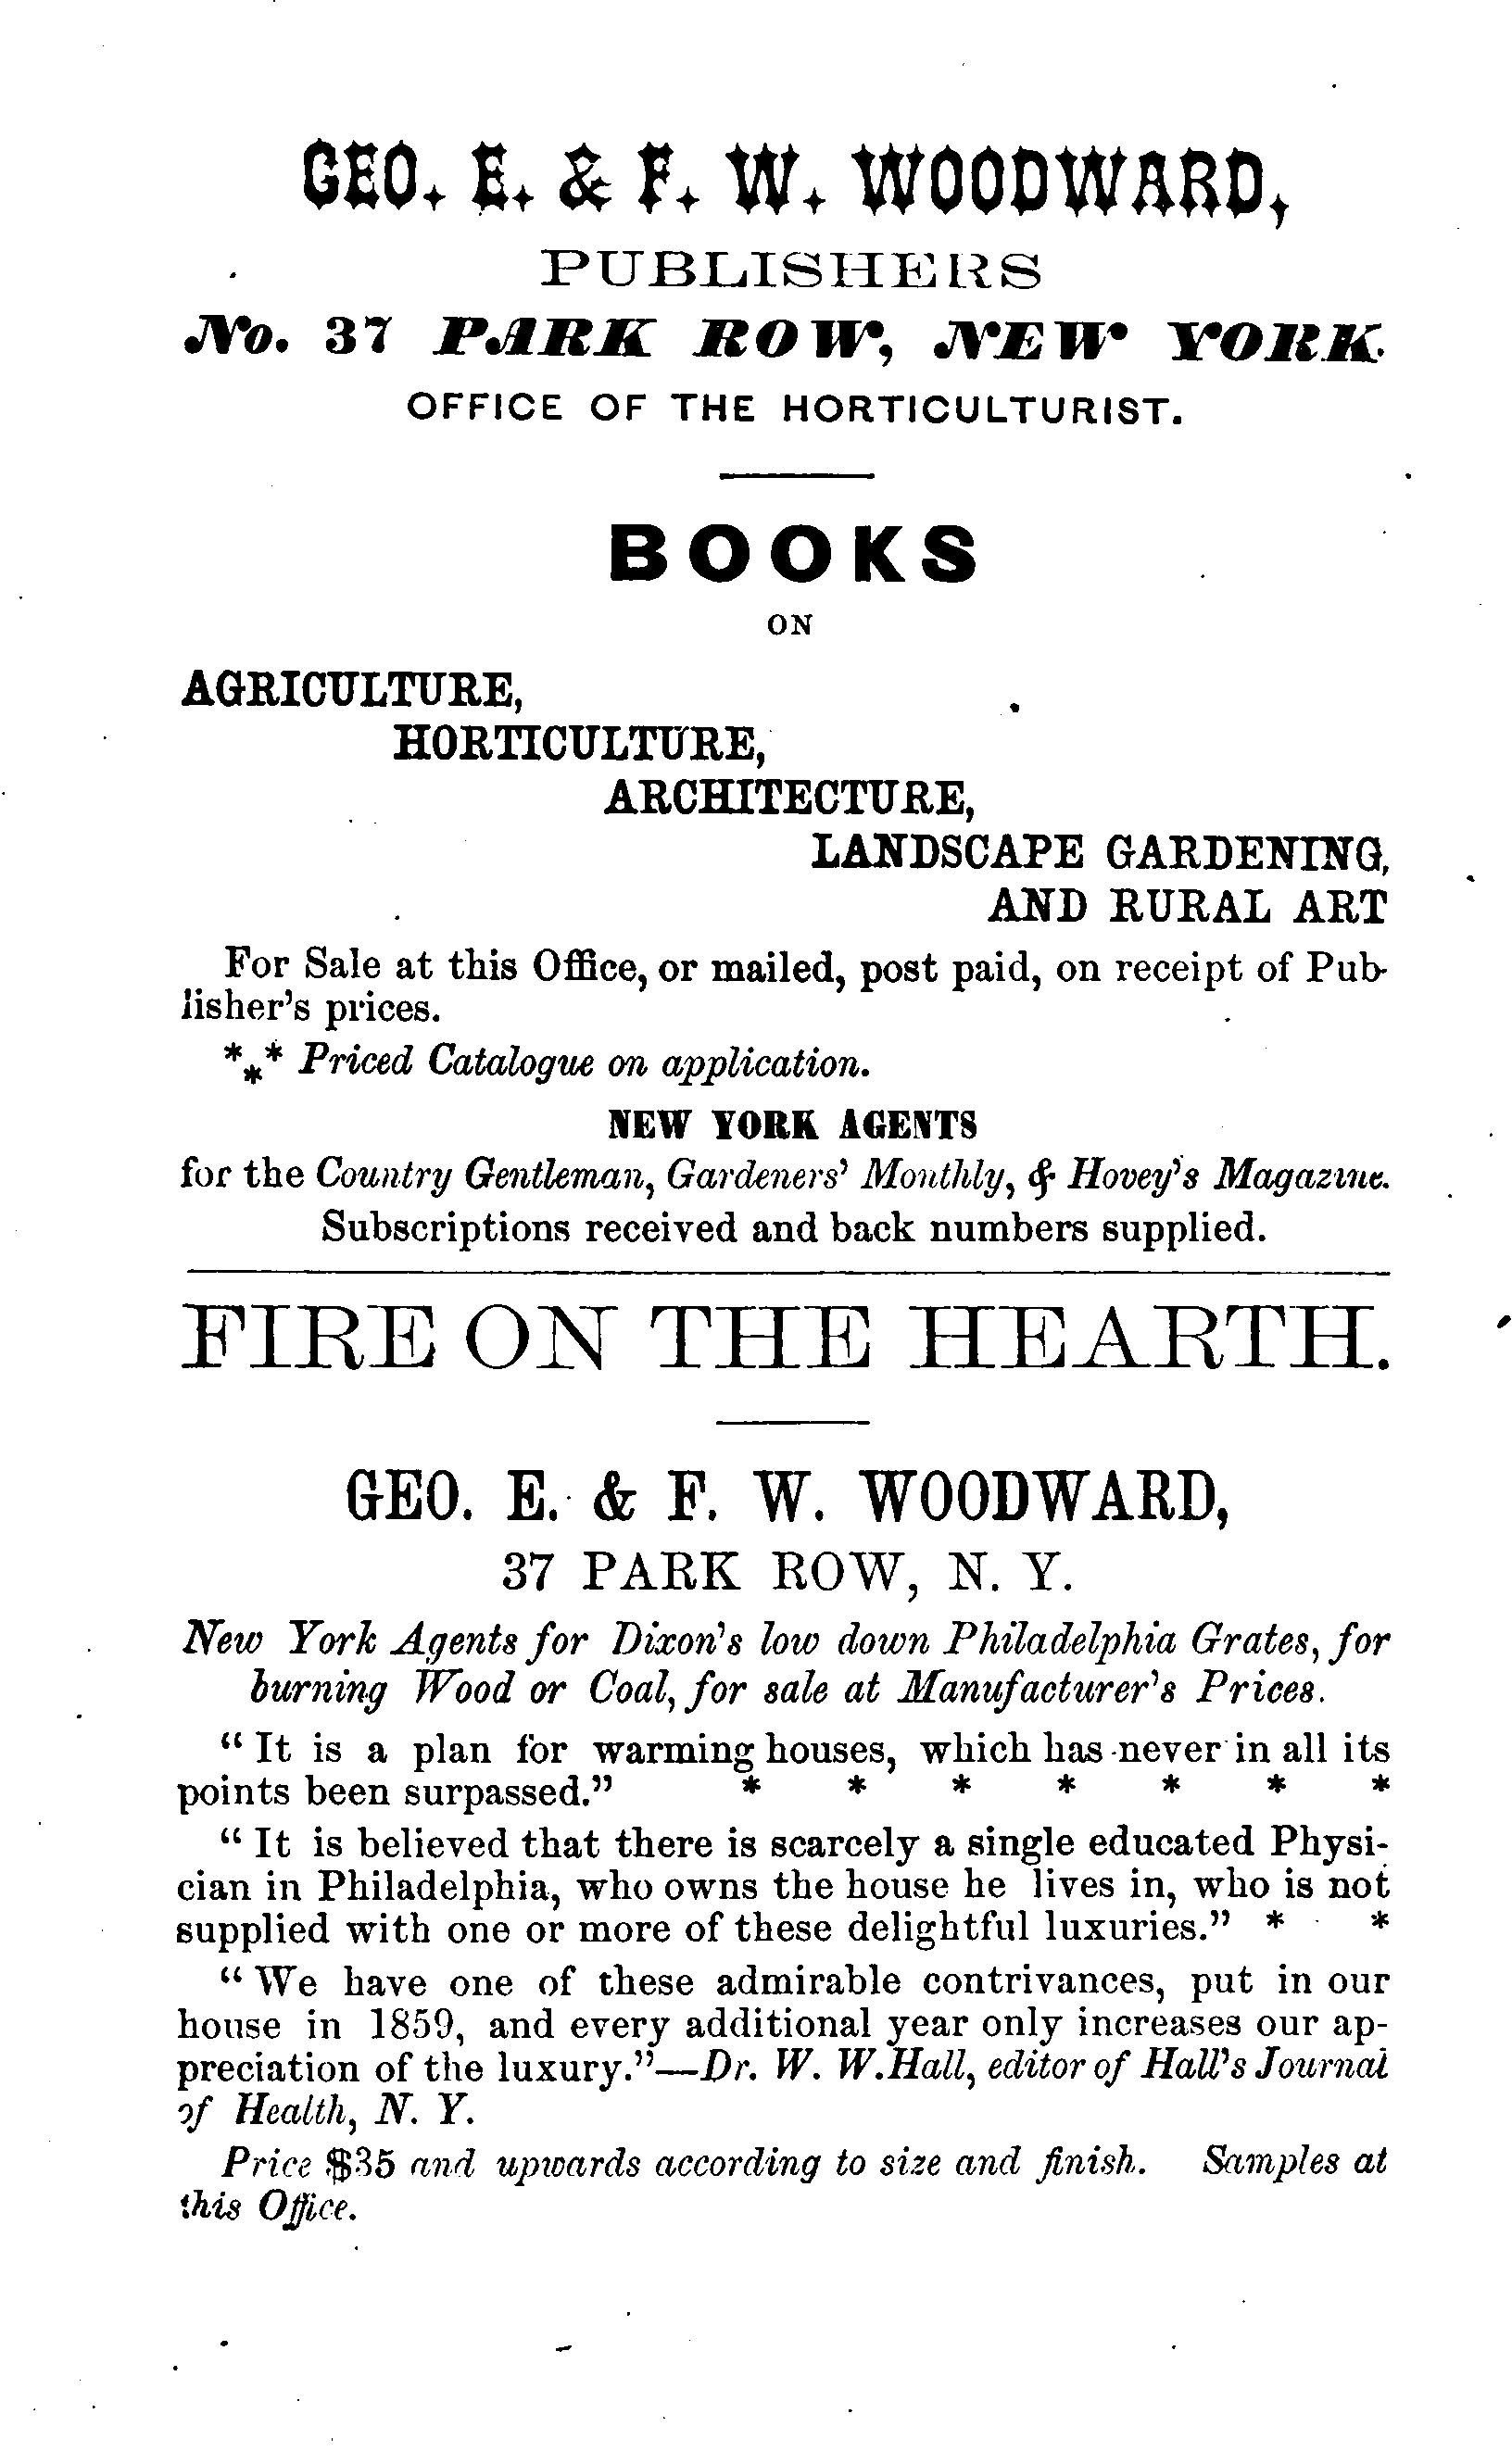 GEO. E. & F. W. WOODWARD,
PUBLISHERS
No. 37 PARK ROW, NEW YORK.
OFFICE OF THE HORTICULTURIST.
BOOKS
ON
AGRICULTURE,
HORTICULTURE,
ARCHITECTURE,
LANDSCAPE GARDENING,
AND RURAL ART
For Sale at this Office, or mailed, post paid, on receipt of Pub-
lisher's prices.
*⁎* Priced Catalogue on application.
NEW YORK AGENTS
for the Country Gentleman, Gardeners' Monthly, & Hovey's Magazine.
Subscriptions received and back numbers supplied.
FIRE ON THE HEARTH.
GEO. E. & F. W. WOODWARD,
37 PARK ROW, N. Y.
New York Agents for Dixon's low down Philadelphia Grates, for
burning Wood or Coal, for sale at Manufacturer's Prices.
"It is a plan for warming houses, which has never in all its
points been surpassed." * * * * * * *
"It is believed that there is scarcely a single educated Physi-
cian in Philadelphia, who owns the house he lives in, who is not
supplied with one or more of these delightful luxuries." * *
"We have one of these admirable contrivances, put in our
house in 1859, and every additional year only increases our ap-
preciation of the luxury."—Dr. W. W. Hall, editor of Hall's Journal
of Health, N. Y.
Price $35 and upwards according to size and finish. Samples at
this Office.